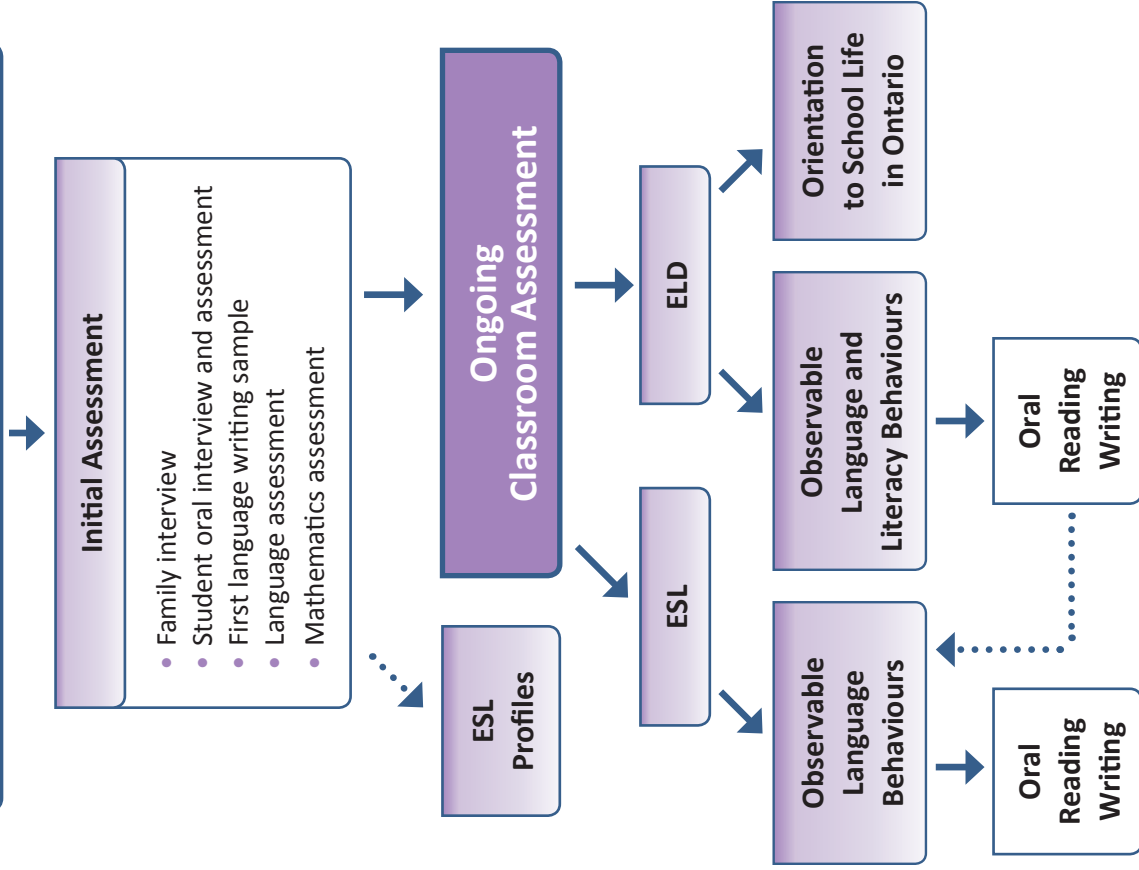 Initial Assessment
• Family interview
• Student oral interview and assessment
• First language writing sample
• Language assessment
• Mathematics assessment
ESL
Profiles
Ongoing
Classroom Assessment
ESL
ELD
Observable
Language
Behaviours
Observable
Language and
Literacy Behaviours
Orientation
to School Life
in Ontario
Oral
Reading
Writing
Oral
Reading
Writing